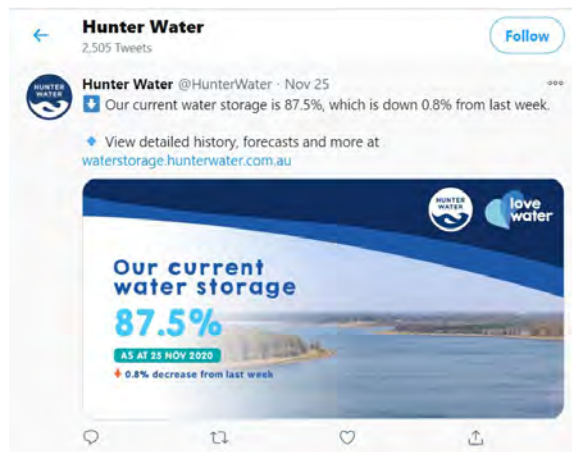 Hunter Water
2,505 Tweets
Follow
HUNTER
WATER
Hunter Water @HunterWater · Nov 25
Our current water storage is 87.5%, which is down 0.8% from last week.
View detailed history, forecasts and more at
waterstorage.hunterwater.com.au
HUNTER
WATER
love
water
Our current
water storage
87.5%
AS AT 25 NOV 2020
0.8% decrease from last week